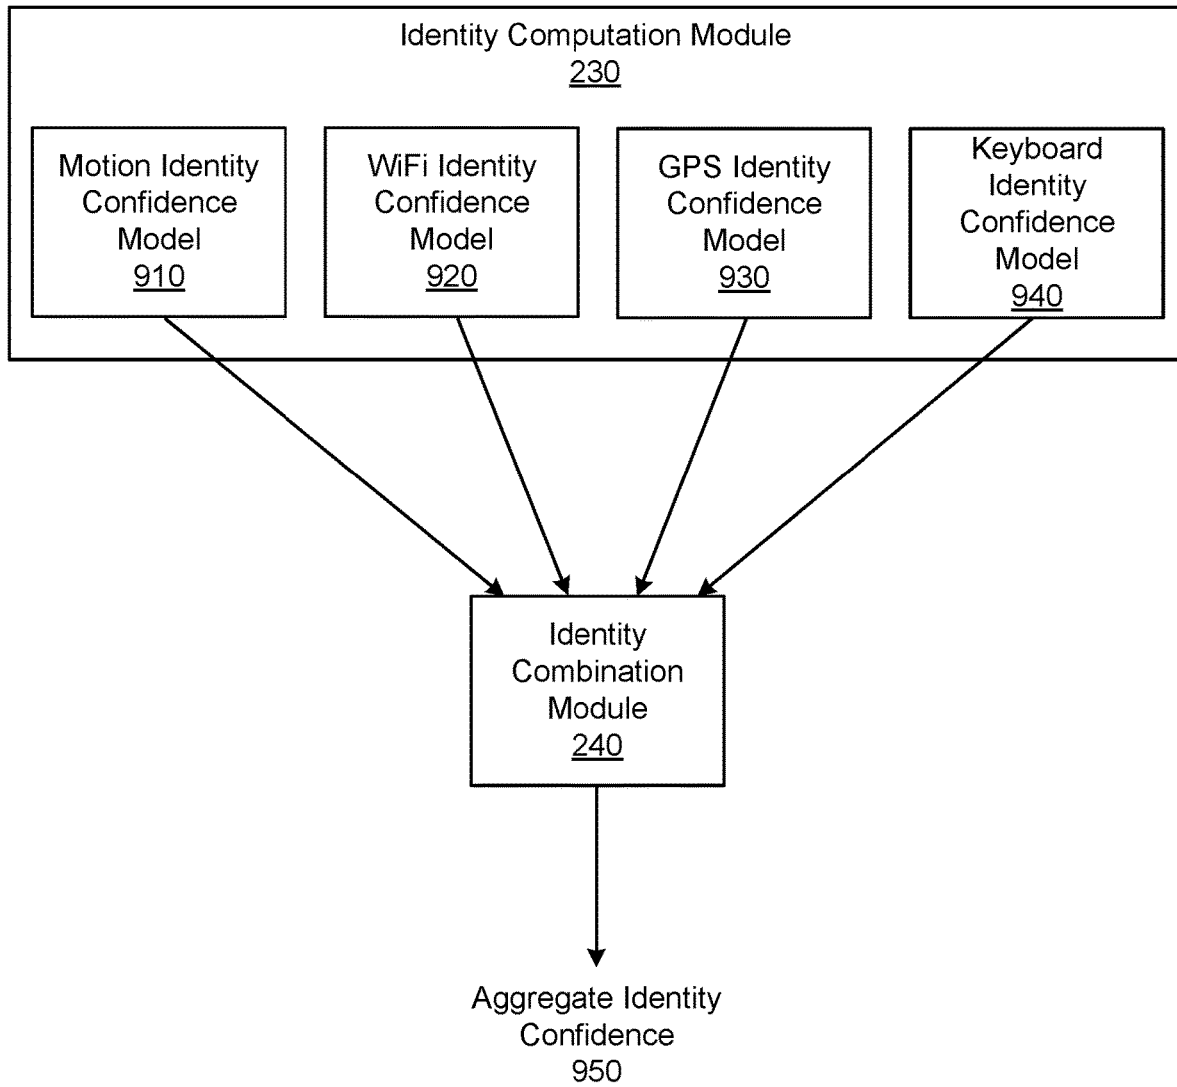 Identity Computation Module
230
Motion Identity
Confidence
Model
910
WiFi Identity
Confidence
Model
920
GPS Identity
Confidence
Model
930
Keyboard
Identity
Confidence
Model
940
Identity
Combination
Module
240
Aggregate Identity
Confidence
950